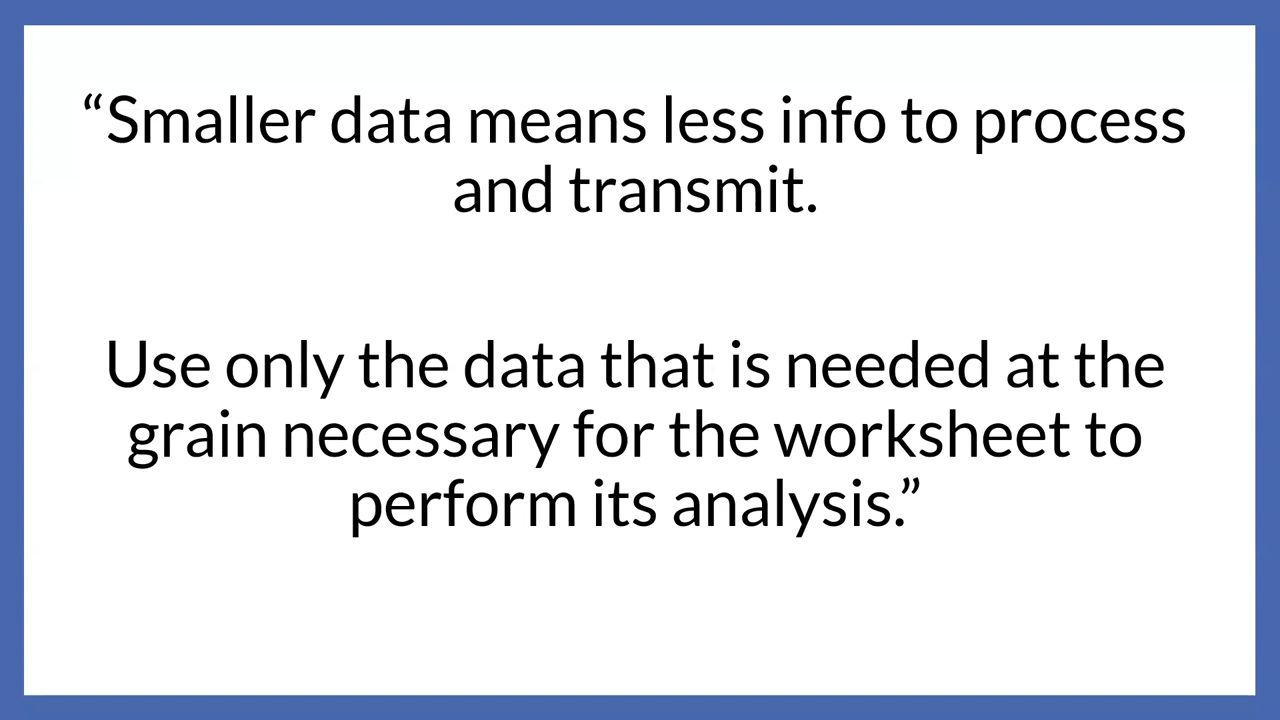 “Smaller data means less info to process
and transmit.
Use only the data that is needed at the
grain necessary for the worksheet to
perform its analysis.”